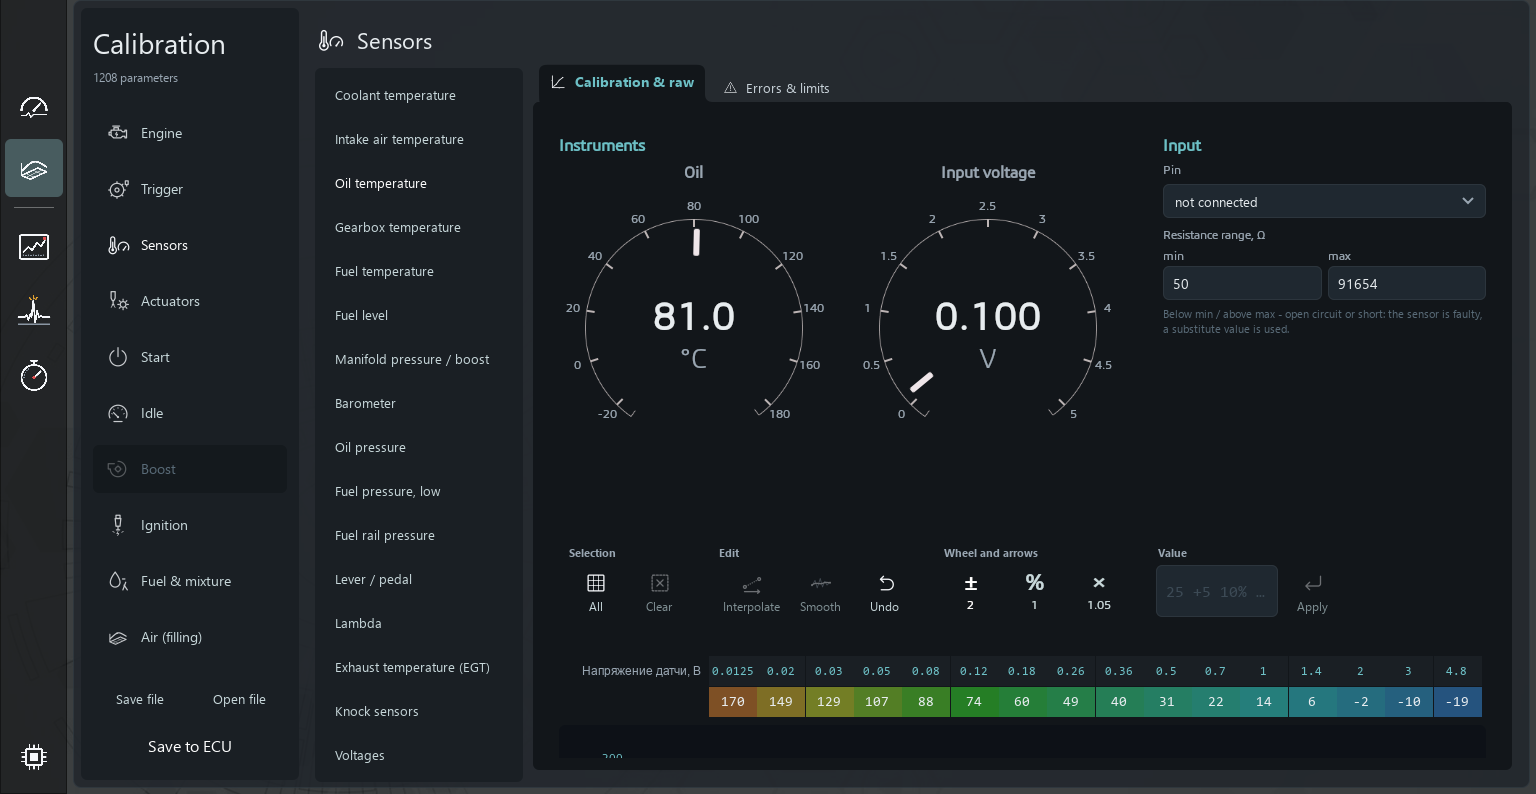 Calibration
1208 parameters
Engine
Trigger
Sensors
Actuators
Start
Idle
Boost
Ignition
Fuel & mixture
Air (filling)
Save file
Open file
Save to ECU
Sensors
Coolant temperature
Intake air temperature
Oil temperature
Gearbox temperature
Fuel temperature
Fuel level
Manifold pressure / boost
Barometer
Oil pressure
Fuel pressure, low
Fuel rail pressure
Lever / pedal
Lambda
Exhaust temperature (EGT)
Knock sensors
Voltages
Calibration & raw
Errors & limits
Instruments
Oil
-20
0
20
40
60
80
100
120
140
160
180
81.0
°C
Input voltage
0
0.5
1
1.5
2
2.5
3
3.5
4
4.5
5
0.100
V
Input
Pin
not connected
Resistance range, Ω
min
max
50
91654
Below min / above max - open circuit or short: the sensor is faulty,
a substitute value is used.
Selection
All
Clear
Edit
Interpolate
Smooth
Undo
Wheel and arrows
±
2
%
1
×
1.05
Value
25 +5 10% …
Apply
Напряжение датчи, В 0.0125 0.02 0.03 0.05 0.08 0.12 0.18 0.26 0.36 0.5 0.7 1 1.4 2 3 4.8
170 149 129 107 88 74 60 49 40 31 22 14 6 -2 -10 -19